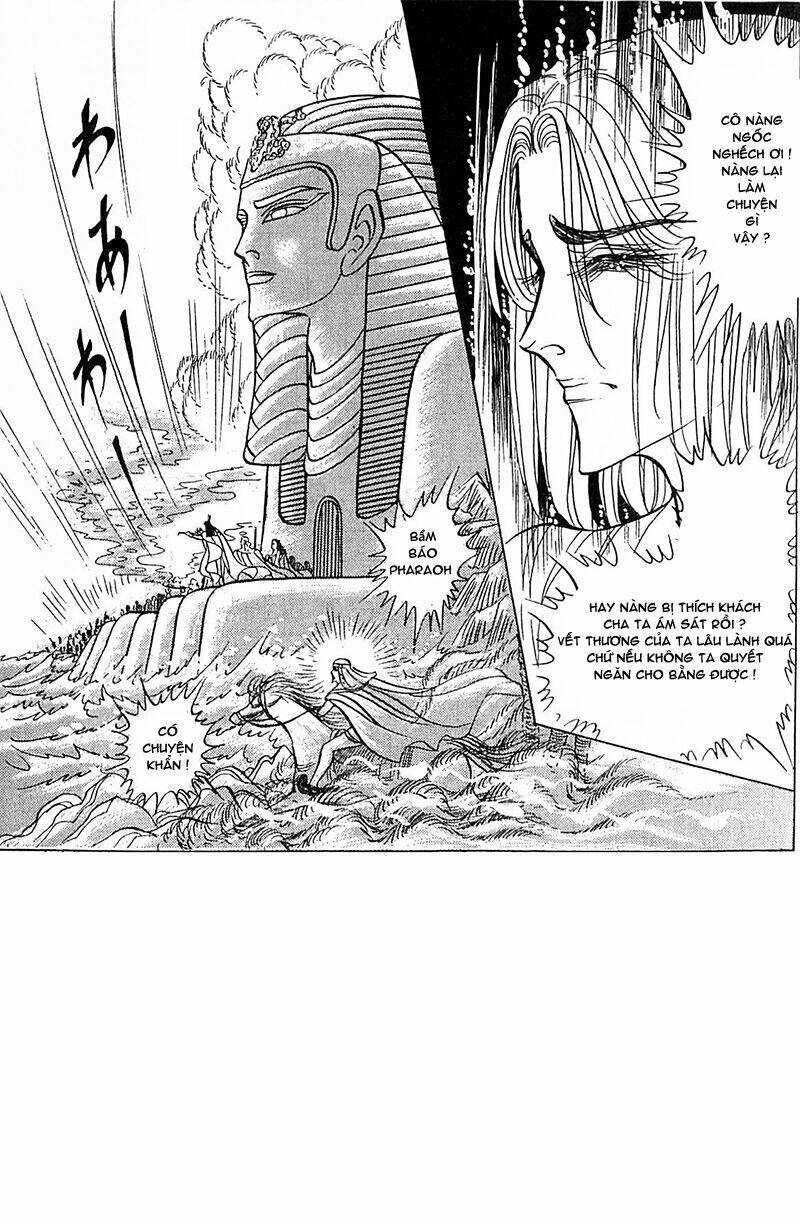 CÔ NÀNG
NGỐC
NGHẾCH ƠI !
NÀNG LẠI
LÀM
CHUYỆN
GÌ
VẬY ?
HAY NÀNG BỊ THÍCH KHÁCH
CHA TA ÁM SÁT RỒI ?
VẾT THƯƠNG CỦA TA LÂU LÀNH QUÁ
CHỨ NẾU KHÔNG TA QUYẾT
NGĂN CHO BẰNG ĐƯỢC !
BẨM
BÁO
PHARAOH
CÓ
CHUYỆN
KHẨN !
わぁー!
わー